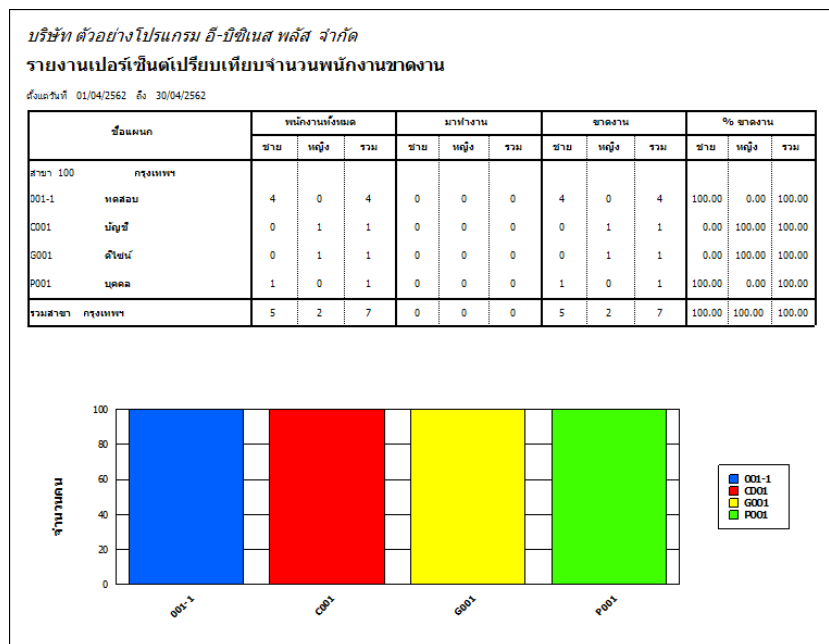 บริษัท ตัวอย่างโปรแกรม อี-บิซิเนส พลัส จำกัด
รายงานเปอร์เซ็นต์เปรียบเทียบจำนวนพนักงานขาดงาน
ตั้งแต่วันที่ 01/04/2562 ถึง 30/04/2562
ชื่อแผนก พนักงานทั้งหมด มาทำงาน ขาดงาน % ขาดงาน
ชาย หญิง รวม ชาย หญิง รวม ชาย หญิง รวม ชาย หญิง รวม
สาขา 100 กรุงเทพฯ
001-1 ทดสอบ 4 0 4 0 0 0 4 0 4 100.00 0.00 100.00
C001 บัญชี 0 1 1 0 0 0 0 1 1 0.00 100.00 100.00
G001 ดีไซน์ 0 1 1 0 0 0 0 1 1 0.00 100.00 100.00
P001 บุคคล 1 0 1 0 0 0 1 0 1 100.00 0.00 100.00
รวมสาขา กรุงเทพฯ 5 2 7 0 0 0 5 2 7 100.00 100.00 100.00
100
80
60
40
20
0
จำนวนคน
001-1 C001 G001 P001
001-1
C001
G001
P001